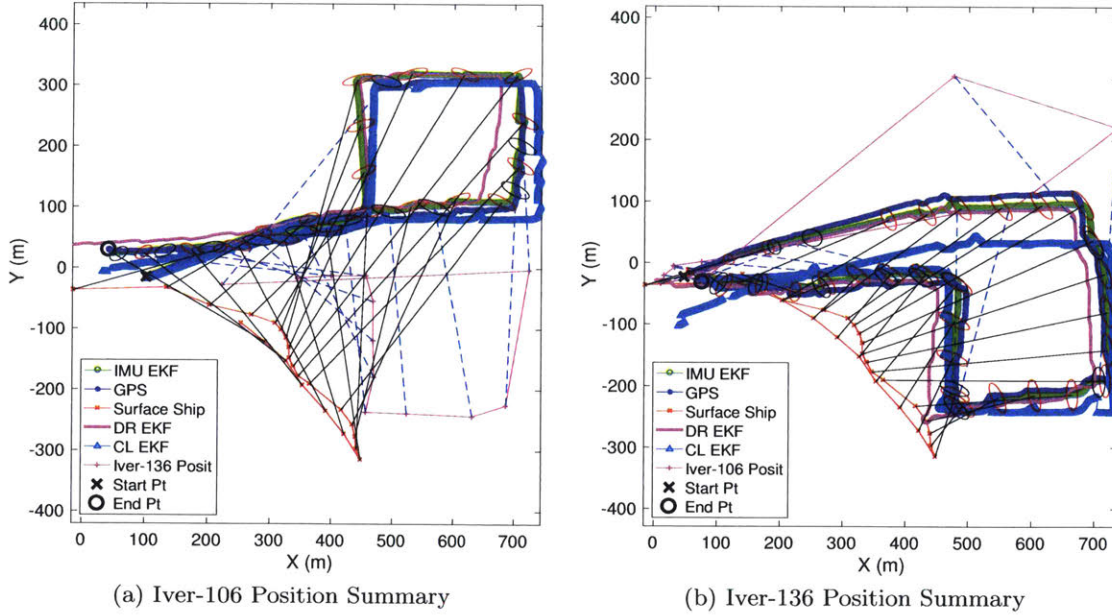 400
300
200
100
0
-100
-200
-300
-400
Y (m)
0 100 200 300 400 500 600 700
X (m)
IMU EKF
GPS
Surface Ship
DR EKF
CL EKF
Iver-136 Posit
Start Pt
End Pt
(a) Iver-106 Position Summary
400
300
200
100
0
-100
-200
-300
-400
Y (m)
0 100 200 300 400 500 600 700
X (m)
IMU EKF
GPS
Surface Ship
DR EKF
CL EKF
Iver-106 Posit
Start Pt
End Pt
(b) Iver-136 Position Summary